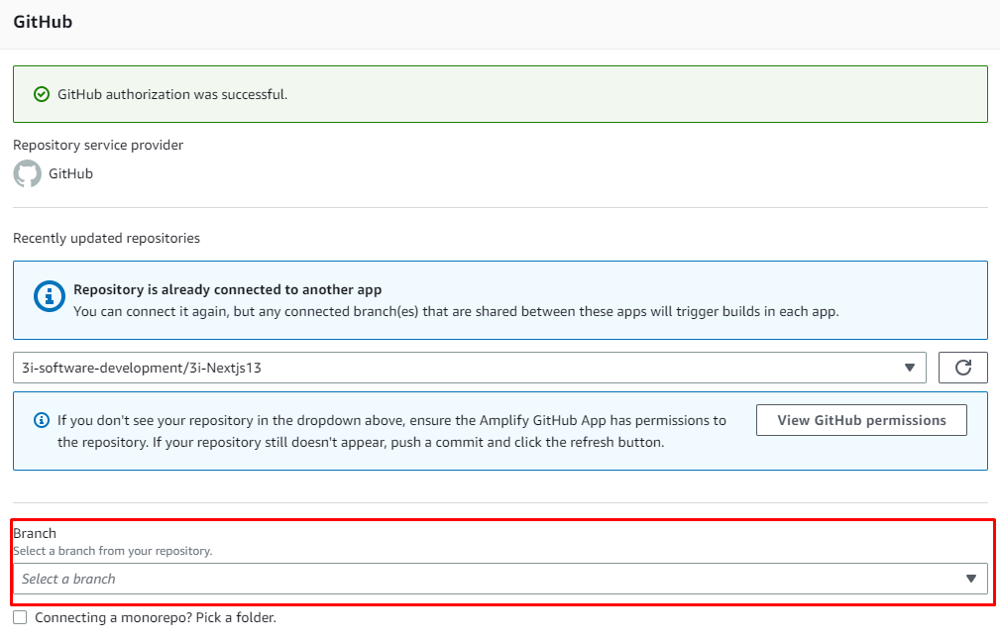 GitHub
GitHub authorization was successful.
Repository service provider
GitHub
Recently updated repositories
Repository is already connected to another app
You can connect it again, but any connected branch(es) that are shared between these apps will trigger builds in each app.
3i-software-development/3i-Nextjs13
If you don't see your repository in the dropdown above, ensure the Amplify GitHub App has permissions to
the repository. If your repository still doesn't appear, push a commit and click the refresh button.
View GitHub permissions
Branch
Select a branch from your repository.
Select a branch
Connecting a monorepo? Pick a folder.